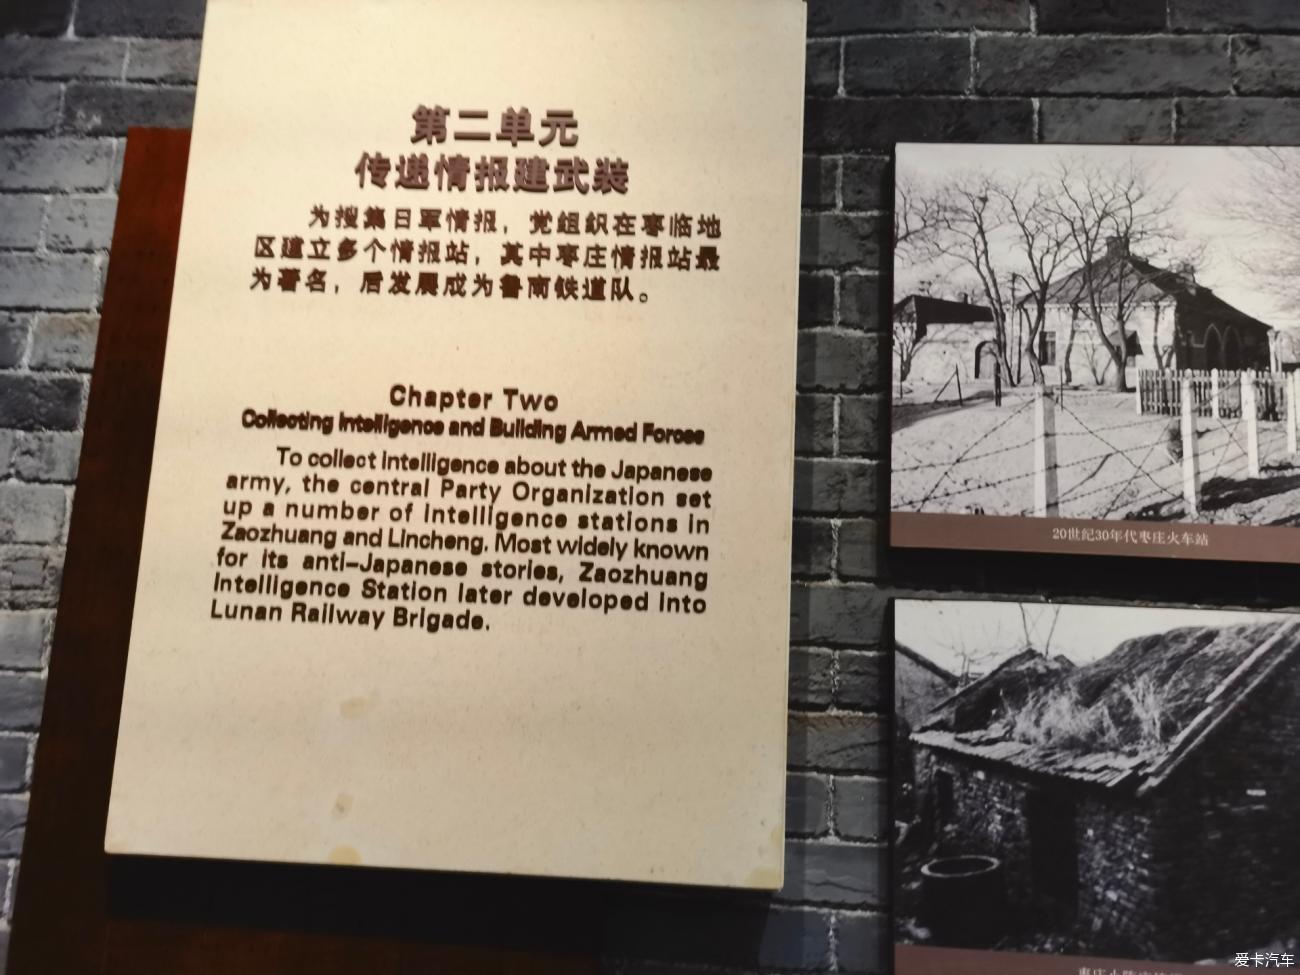 第二单元
传递情报建武装
为搜集日军情报，党组织在枣临地
区建立多个情报站，其中枣庄情报站最
为著名，后发展成为鲁南铁道队。
Chapter Two
Collecting Intelligence and Building Armed Forces
To collect intelligence about the Japanese
army, the central Party Organization set
up a number of intelligence stations in
Zaozhuang and Lincheng. Most widely known
for its anti-Japanese stories, Zaozhuang
Intelligence Station later developed into
Lunan Railway Brigade.
20世纪30年代枣庄火车站
枣庄小陈庄
爱卡汽车